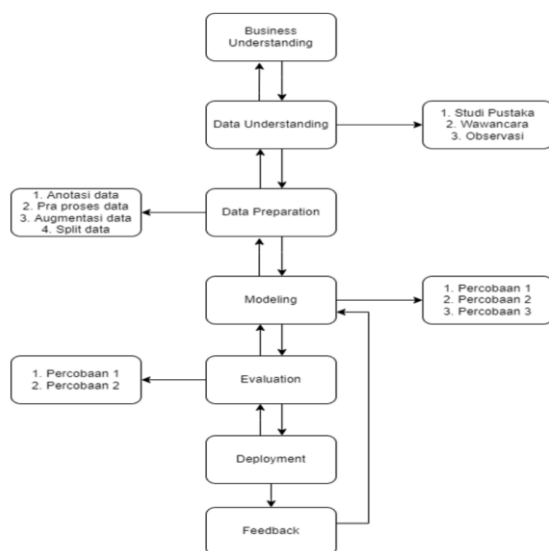 Business
Understanding
Data Understanding
1. Studi Pustaka
2. Wawancara
3. Observasi
1. Anotasi data
2. Pra proses data
3. Augmentasi data
4. Split data
Data Preparation
Modeling
1. Percobaan 1
2. Percobaan 2
3. Percobaan 3
1. Percobaan 1
2. Percobaan 2
Evaluation
Deployment
Feedback